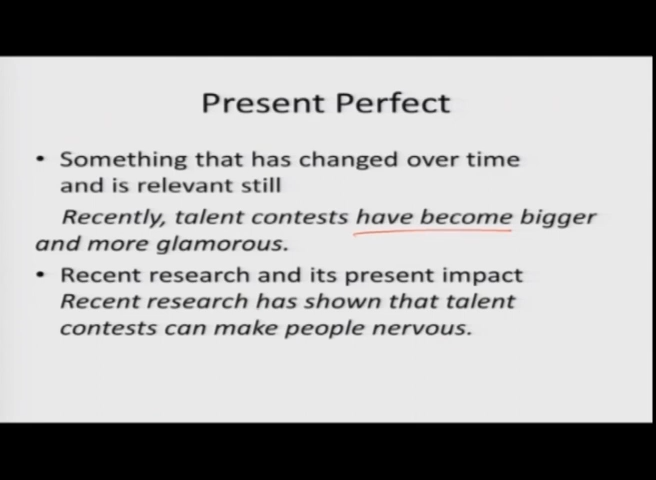 Present Perfect
• Something that has changed over time
and is relevant still
Recently, talent contests have become bigger
and more glamorous.
• Recent research and its present impact
Recent research has shown that talent
contests can make people nervous.